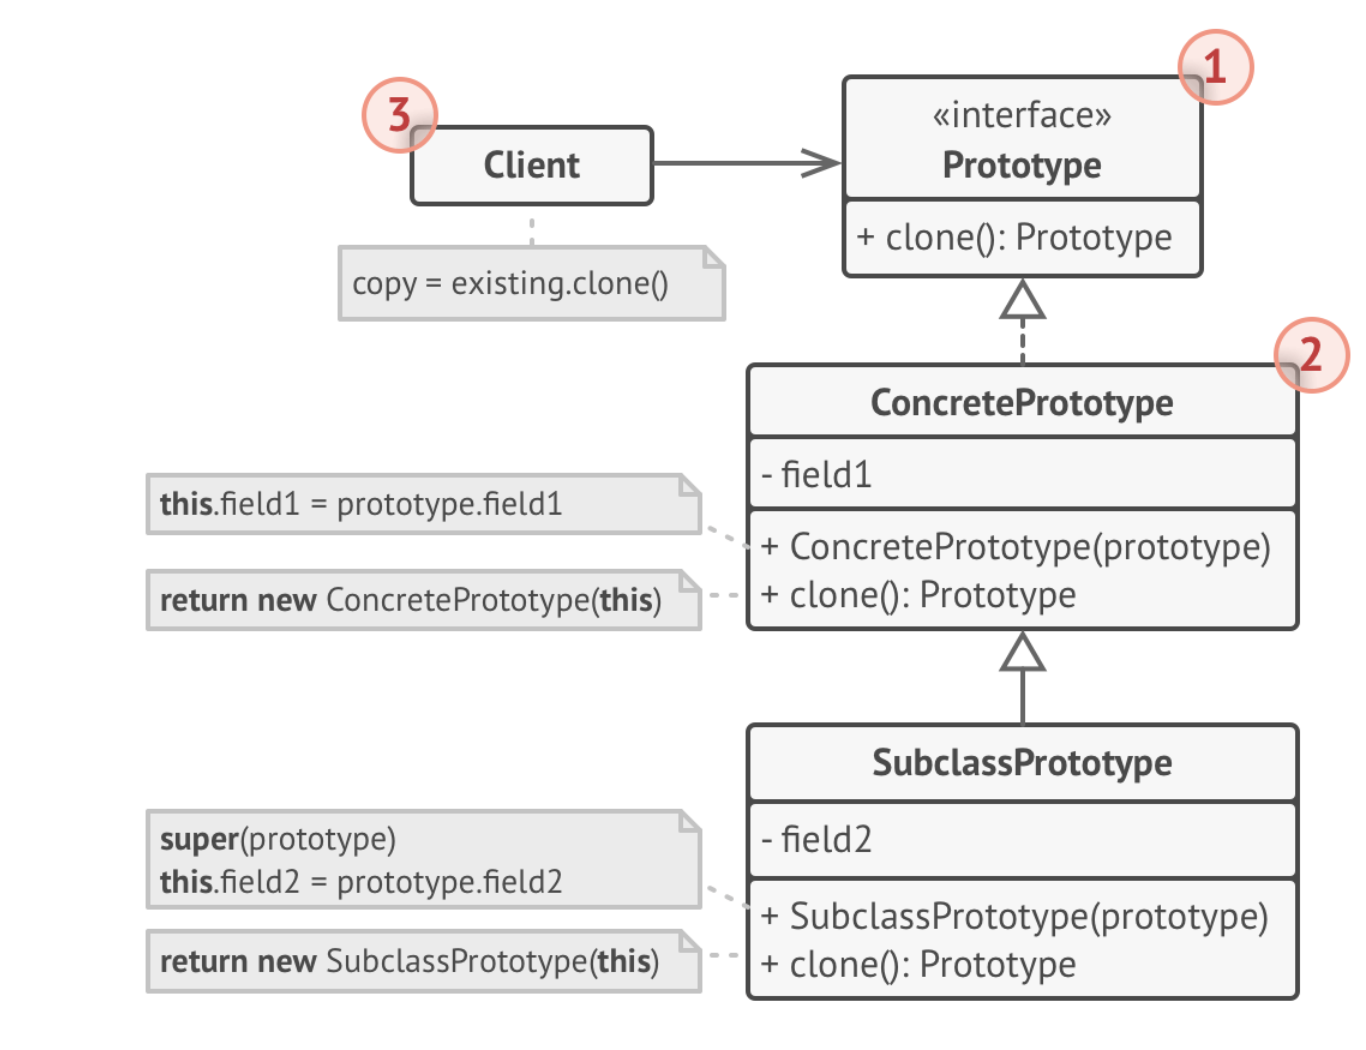 1
3
«interface»
Prototype
Client
+ clone(): Prototype
copy = existing.clone()
2
ConcretePrototype
- field1
this.field1 = prototype.field1
+ ConcretePrototype(prototype)
return new ConcretePrototype(this)
+ clone(): Prototype
SubclassPrototype
- field2
super(prototype)
this.field2 = prototype.field2
+ SubclassPrototype(prototype)
return new SubclassPrototype(this)
+ clone(): Prototype